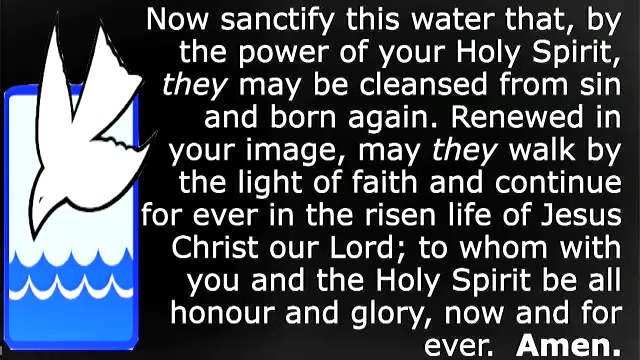 Now sanctify this water that, by
the power of your Holy Spirit,
they may be cleansed from sin
and born again. Renewed in
your image, may they walk by
the light of faith and continue
for ever in the risen life of Jesus
Christ our Lord; to whom with
you and the Holy Spirit be all
honour and glory, now and for
ever. Amen.